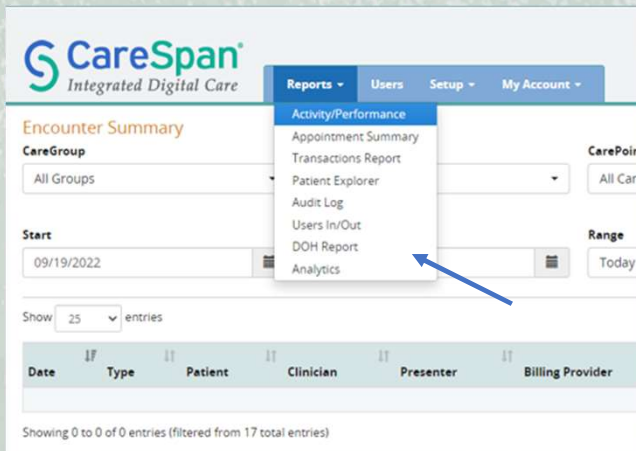 CareSpan
Integrated Digital Care
Reports Users Setup My Account
Encounter Summary
CareGroup
All Groups
Activity/Performance
Appointment Summary
Transactions Report
Patient Explorer
Audit Log
Users In/Out
DOH Report
Analytics
CarePoin
All Car
Start
09/19/2022
Range
Today
Show 25 entries
Date Type Patient Clinician Presenter Billing Provider
Showing 0 to 0 of 0 entries (filtered from 17 total entries)